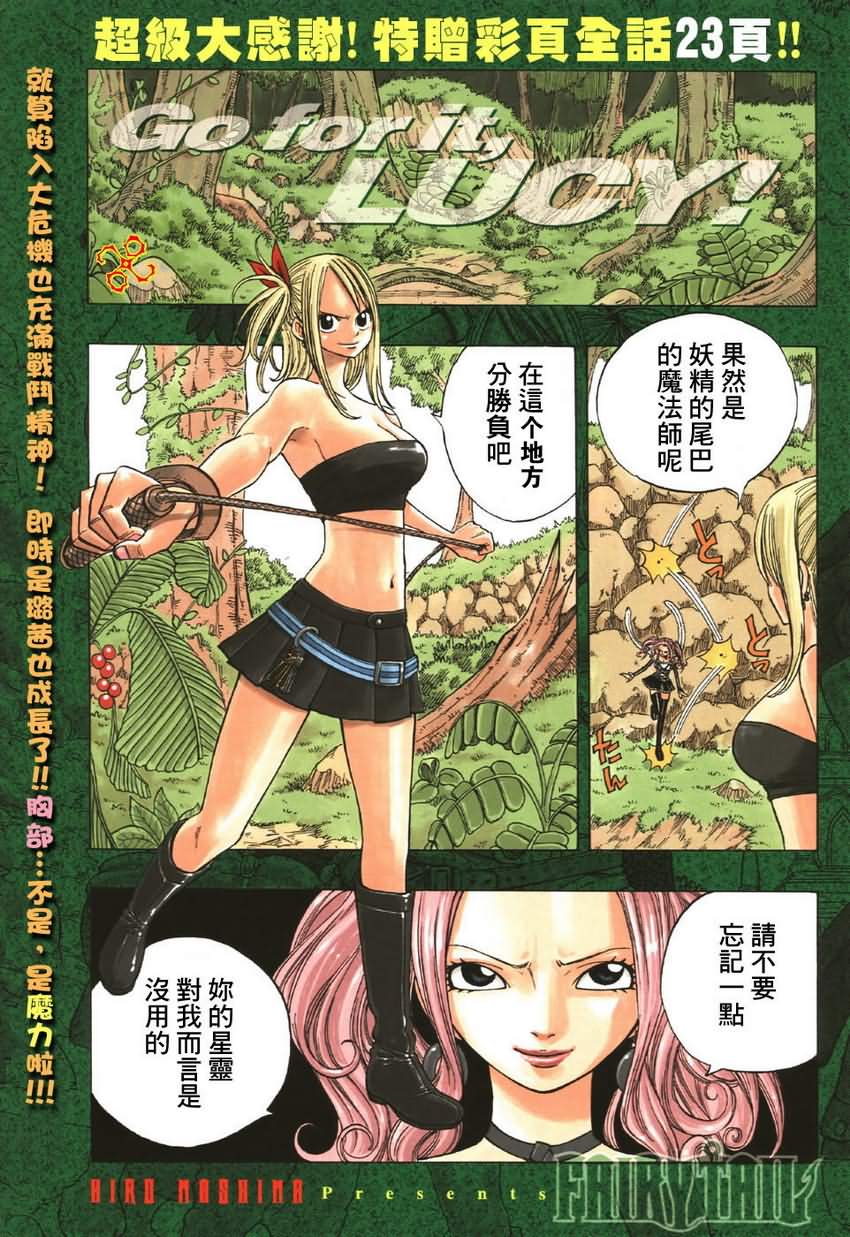 超級大感謝! 特贈彩頁全話23頁!!
Go for it,
LUCY!
果然是
妖精的尾巴
的魔法師呢
在這个地方
分勝負吧
とっ
とっ
たん
請不要
忘記一點
妳的星靈
對我而言是
沒用的
就算陷入大危機也充滿戰鬥精神! 即時是璐茜也成長了!! 胸部…不是，是魔力啦!!!
HIRO MASHIMA Presents
FAIRY TAIL